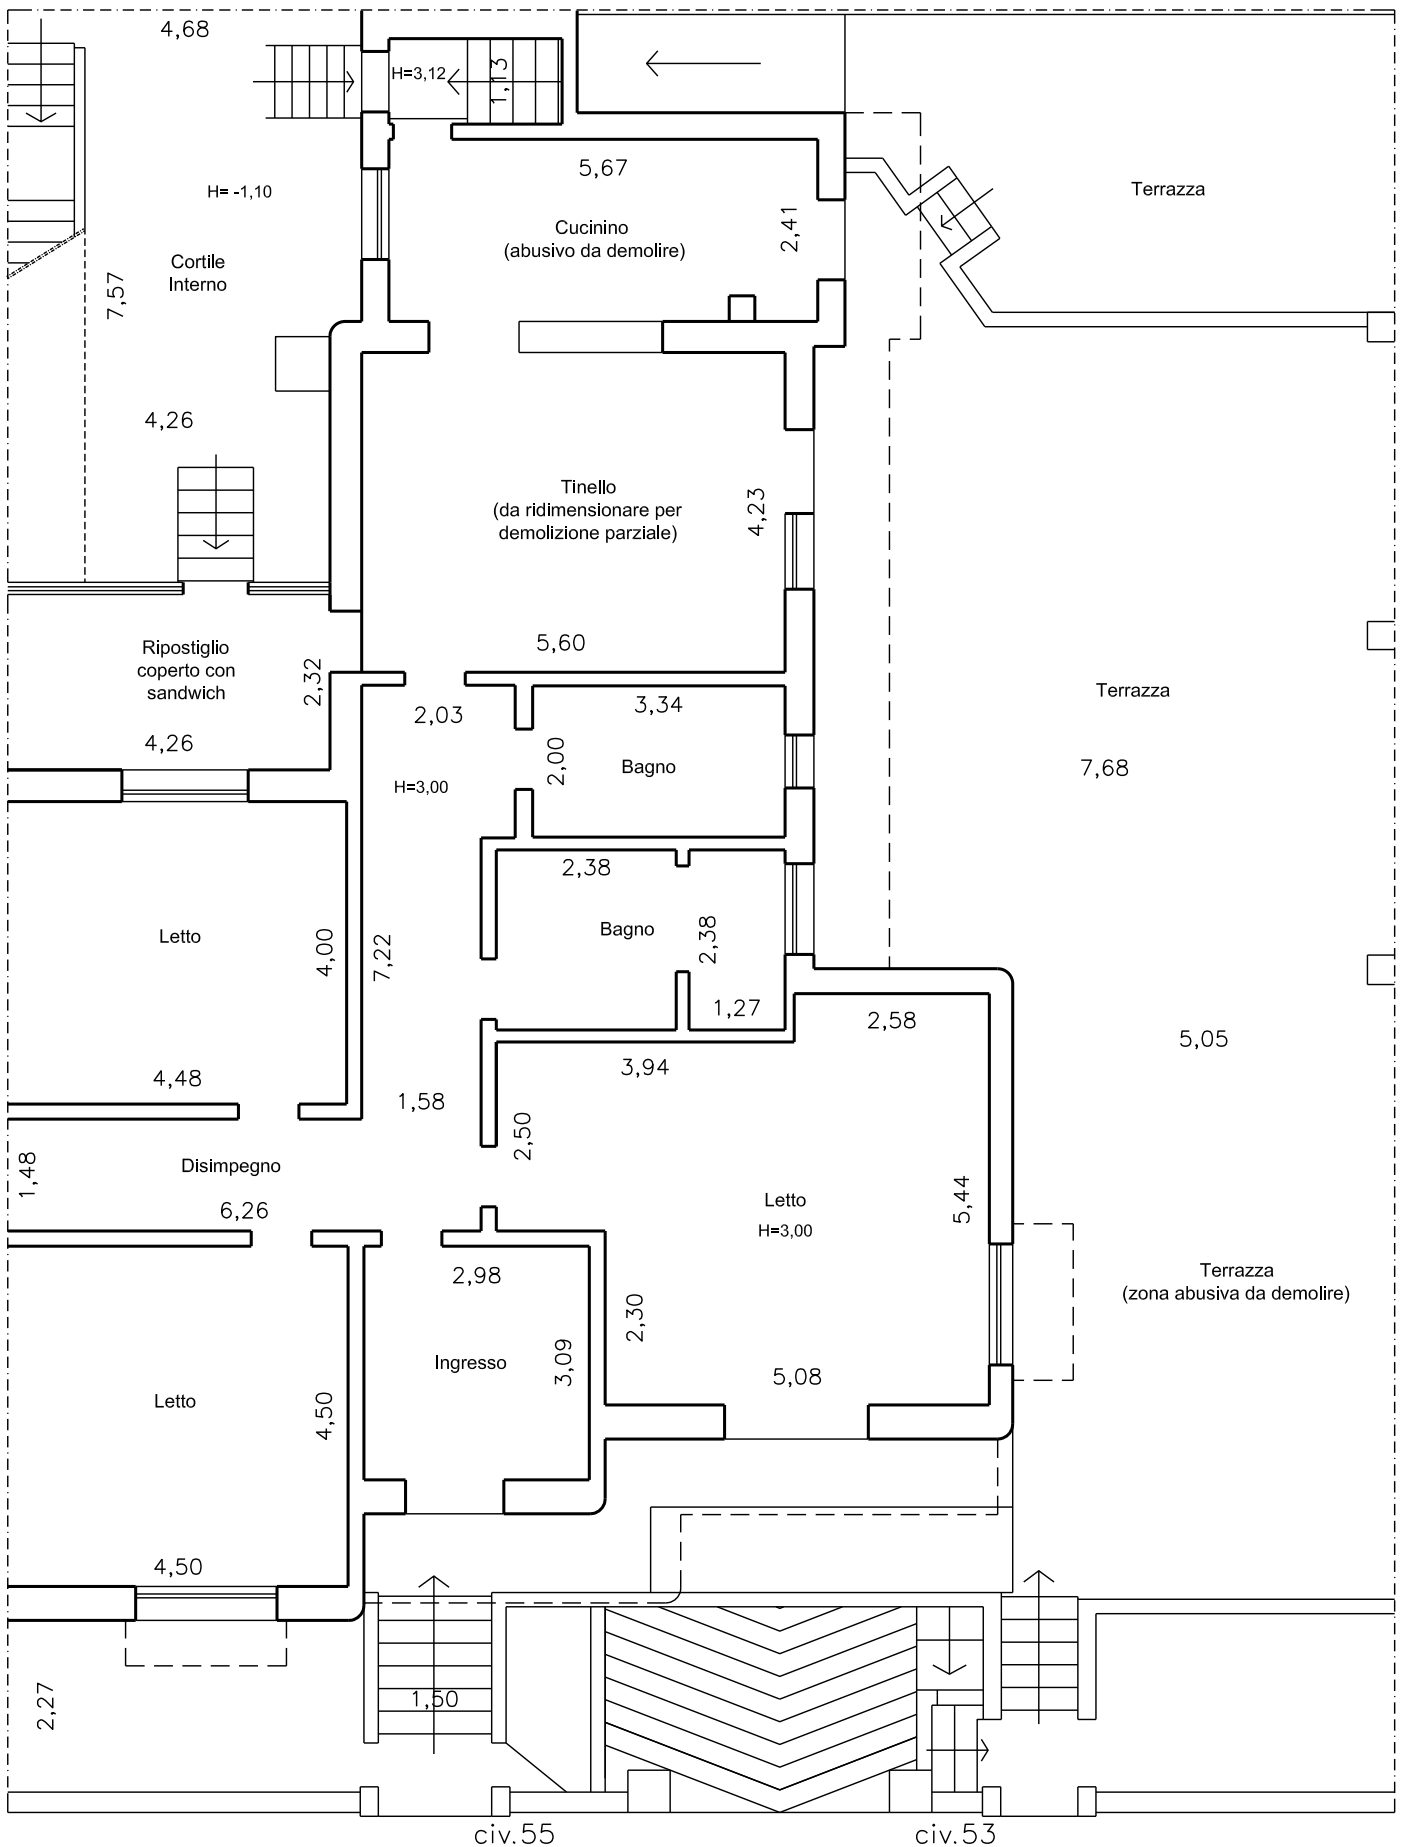 4,68
H=3,12
1,13
5,67
Terrazza
H= -1,10
Cucinino
(abusivo da demolire)
2,41
Cortile
Interno
7,57
4,26
Tinello
(da ridimensionare per
demolizione parziale)
4,23
5,60
Ripostiglio
coperto con
sandwich
2,32
4,26
2,03
3,34
Terrazza
2,00
Bagno
7,68
H=3,00
2,38
Letto
4,00
7,22
Bagno
2,38
1,27
2,58
5,05
3,94
4,48
1,58
2,50
1,48
Disimpegno
6,26
Letto
H=3,00
5,44
2,98
Terrazza
(zona abusiva da demolire)
2,30
Ingresso
3,09
5,08
Letto
4,50
4,50
2,27
1,50
civ.55
civ.53